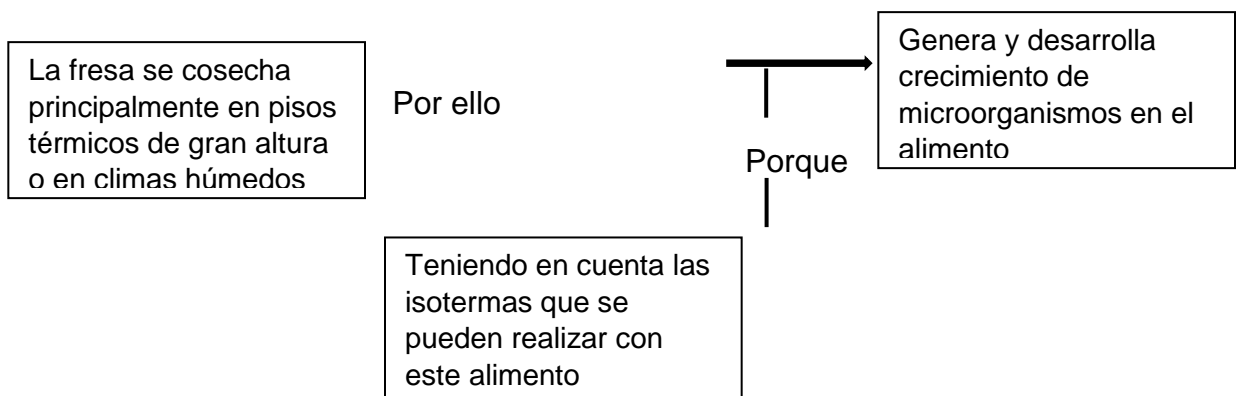 La fresa se cosecha
principalmente en pisos
térmicos de gran altura
o en climas húmedos
Por ello
Genera y desarrolla
crecimiento de
microorganismos en el
alimento
Porque
Teniendo en cuenta las
isotermas que se
pueden realizar con
este alimento